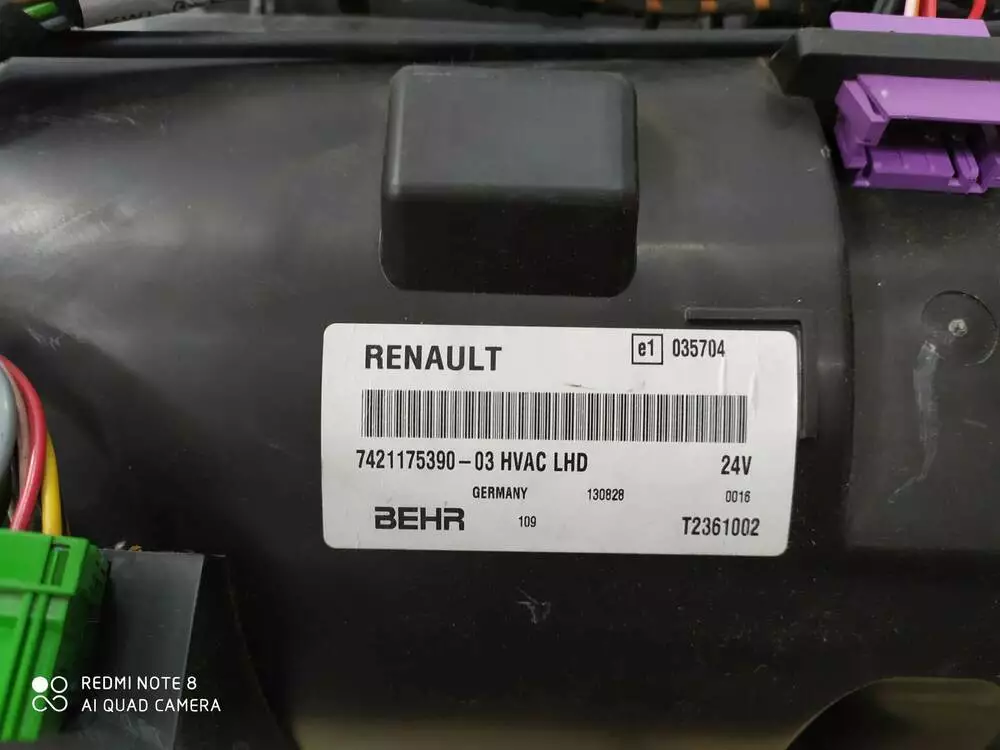 RENAULT
e1 035704
7421175390-03 HVAC LHD 24V
GERMANY 130828 0016
BEHR 109 T2361002
REDMI NOTE 8
AI QUAD CAMERA